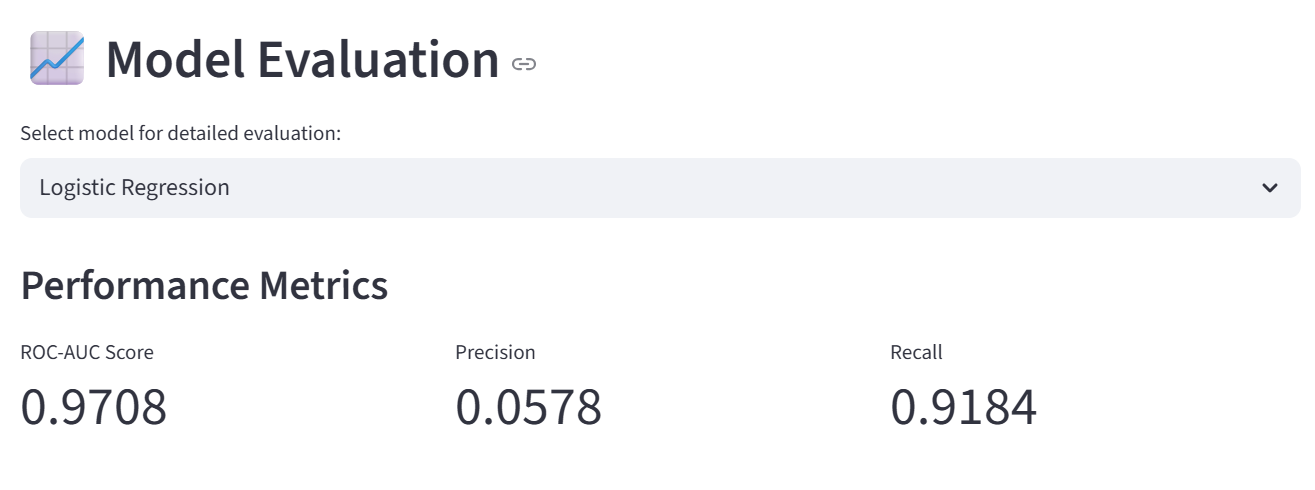 Model Evaluation
Select model for detailed evaluation:
Logistic Regression
Performance Metrics
ROC-AUC Score
0.9708
Precision
0.0578
Recall
0.9184